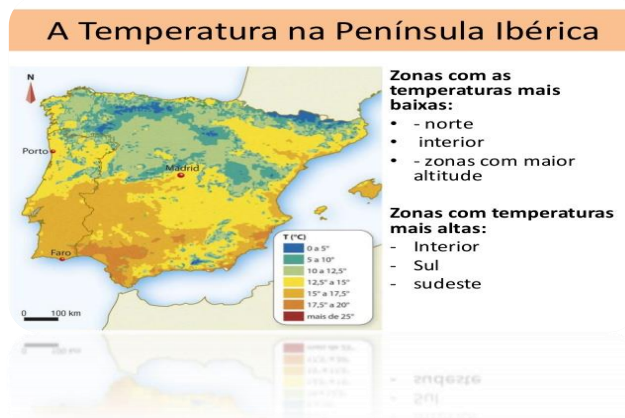 A Temperatura na Península Ibérica
N
Porto
Madrid
Faro
0 100 km
T (°C)
0 a 5°
5 a 10°
10 a 12,5°
12,5° a 15°
15° a 17,5°
17,5° a 20°
mais de 25°
Zonas com as
temperaturas mais
baixas:
• - norte
• interior
• - zonas com maior
altitude
Zonas com temperaturas
mais altas:
- Interior
- Sul
- sudeste